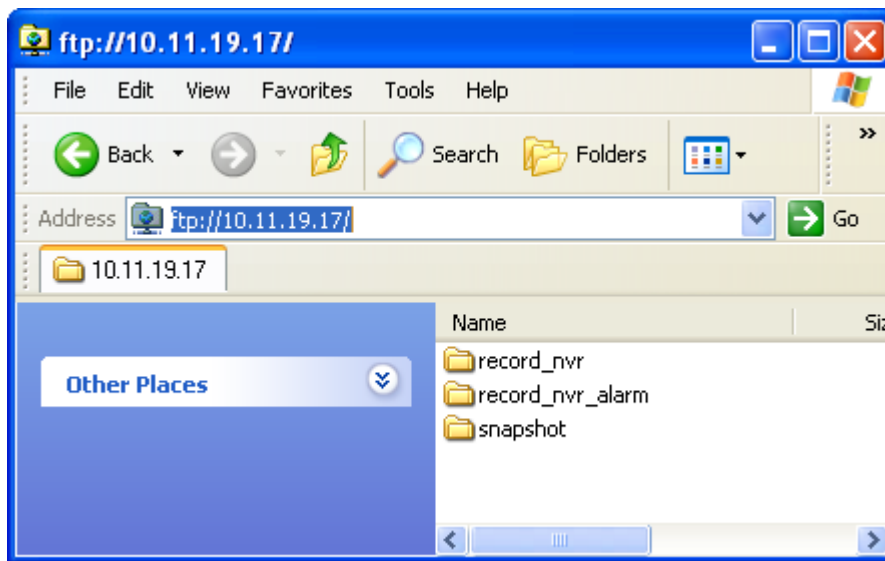 ftp://10.11.19.17/
File Edit View Favorites Tools Help
Back Search Folders
Address ftp://10.11.19.17/ Go
10.11.19.17
Name Siz
Other Places
record_nvr
record_nvr_alarm
snapshot